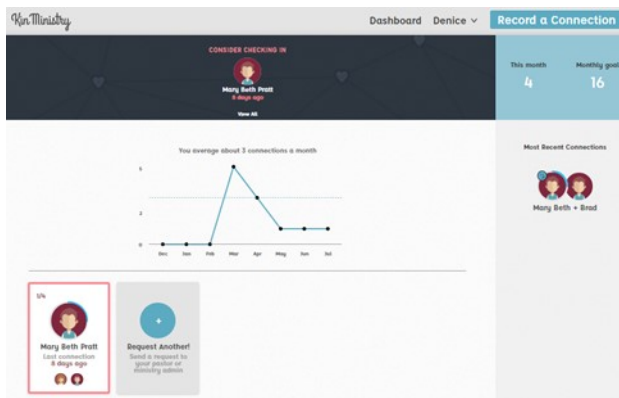 Kin Ministry
Dashboard Denice Record a Connection
CONSIDER CHECKING IN
Mary Beth Pratt
8 days ago
View All
This month Monthly goal
4 16
You average about 3 connections a month
5
2
0
Dec Jan Feb Mar Apr May Jun Jul
Most Recent Connections
Mary Beth + Brad
1/4
Mary Beth Pratt
Last connection
8 days ago
+
Request Another!
Send a request to
your pastor or
ministry admin